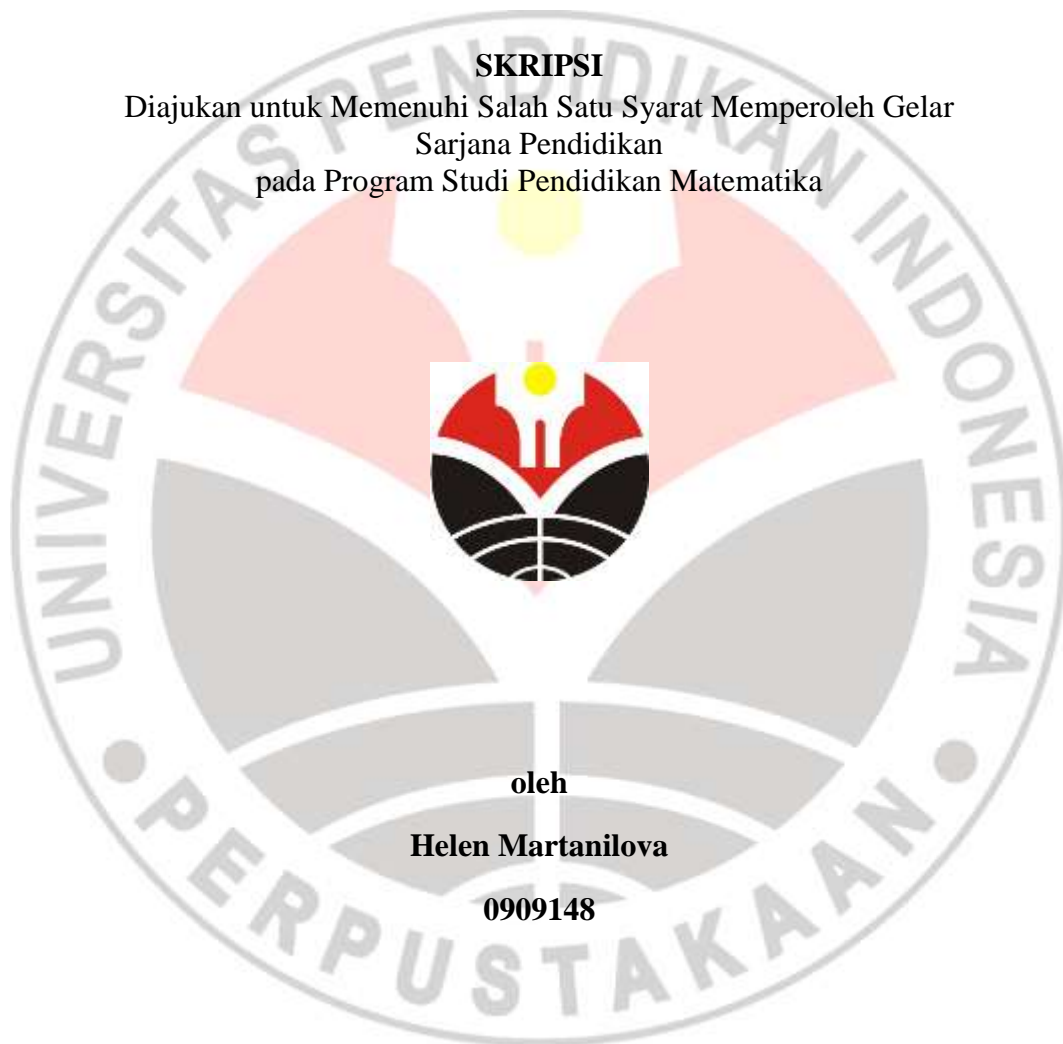 SKRIPSI
Diajukan untuk Memenuhi Salah Satu Syarat Memperoleh Gelar
Sarjana Pendidikan
pada Program Studi Pendidikan Matematika
oleh
Helen Martanilova
0909148
UNIVERSITAS PENDIDIKAN INDONESIA
PERPUSTAKAAN